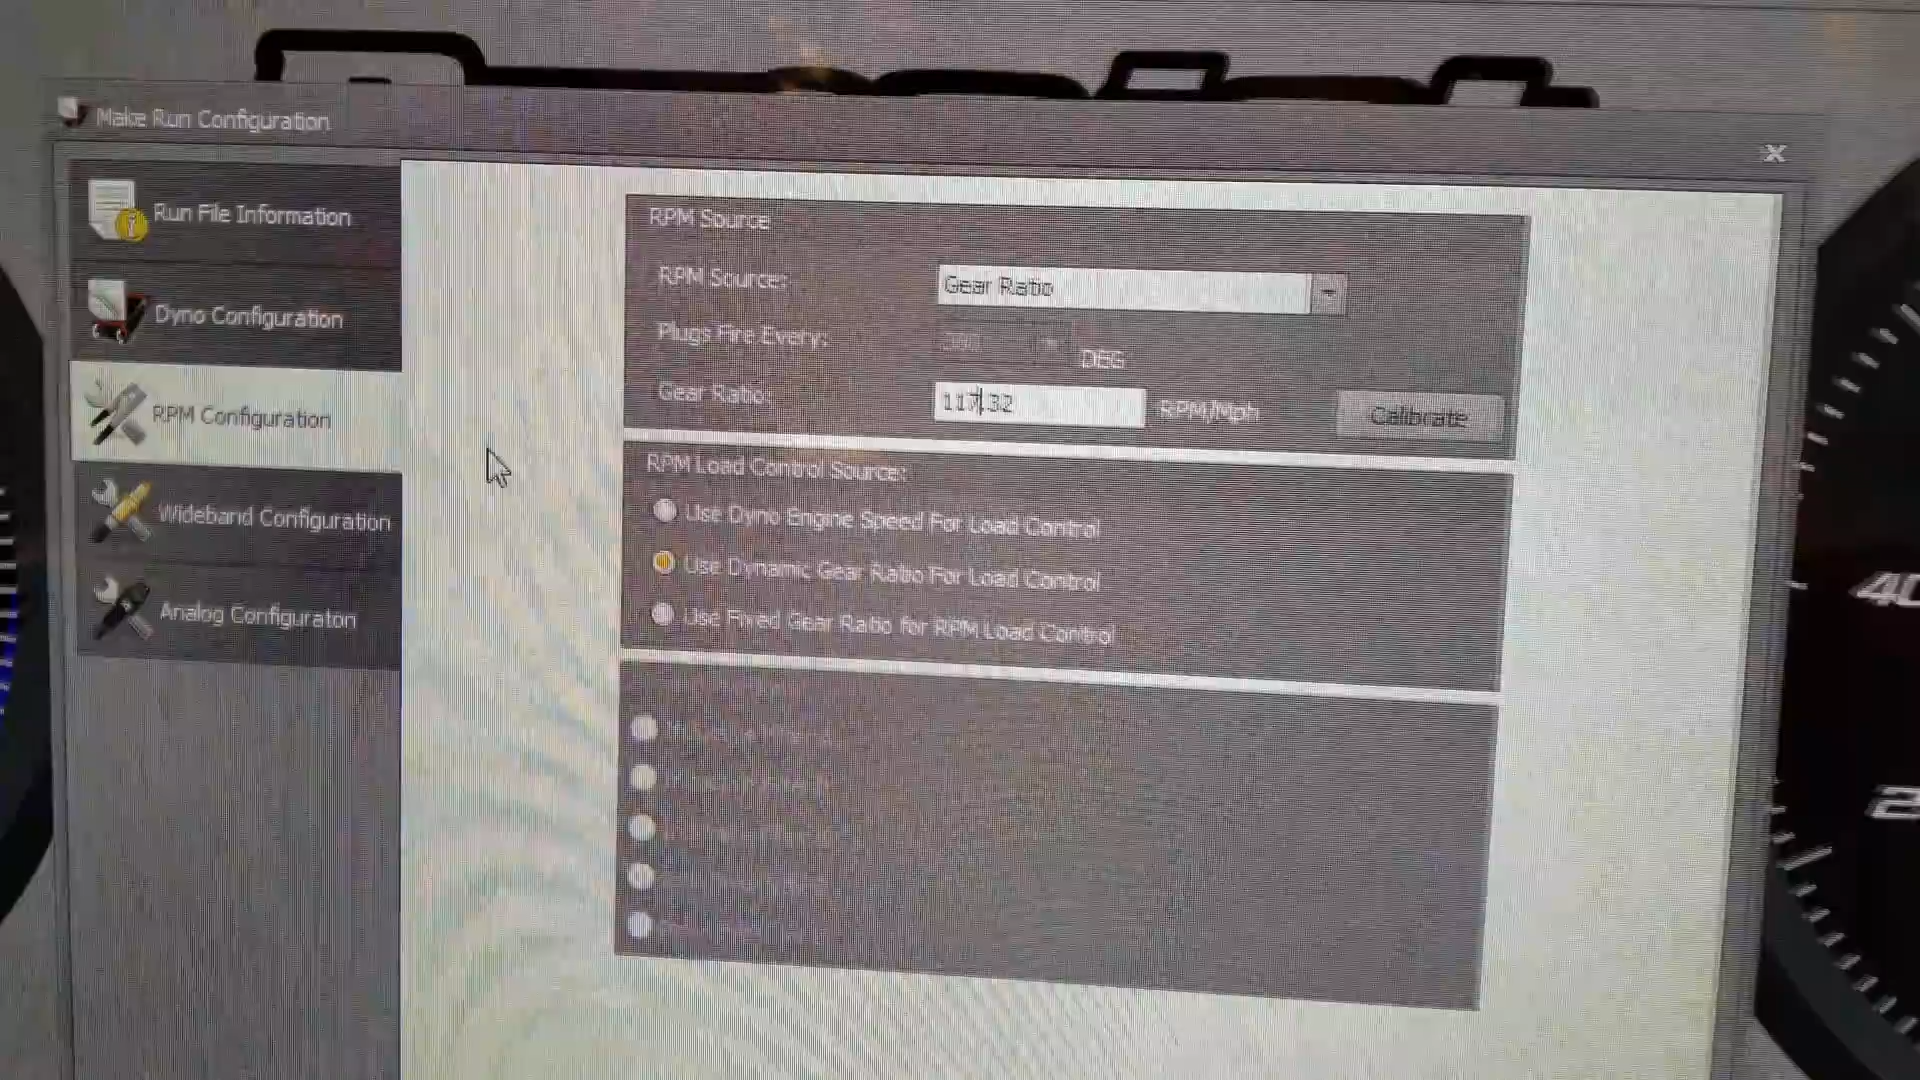 Make Run Configuration
X
Run File Information
Dyno Configuration
RPM Configuration
Wideband Configuration
Analog Configuraton
RPM Source
RPM Source:
Gear Ratio
Plugs Fire Every:
DEG
Gear Ratio:
117.32
RPM/Mph
Calibrate
RPM Load Control Source:
Use Dyno Engine Speed For Load Control
Use Dynamic Gear Ratio For Load Control
Use Fixed Gear Ratio for RPM Load Control